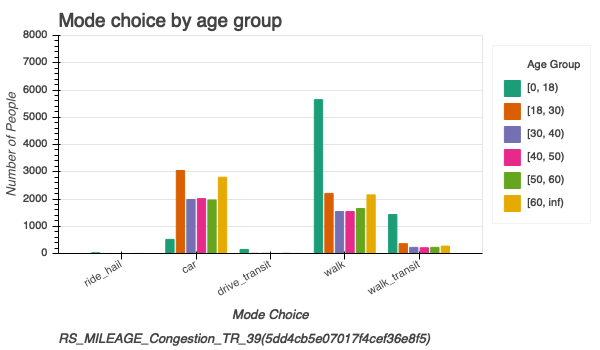 Mode choice by age group
Number of People
8000
7000
6000
5000
4000
3000
2000
1000
0
ride_hail
car
drive_transit
walk
walk_transit
Mode Choice
Age Group
[0, 18)
[18, 30)
[30, 40)
[40, 50)
[50, 60)
[60, inf)
RS_MILEAGE_Congestion_TR_39(5dd4cb5e07017f4cef36e8f5)